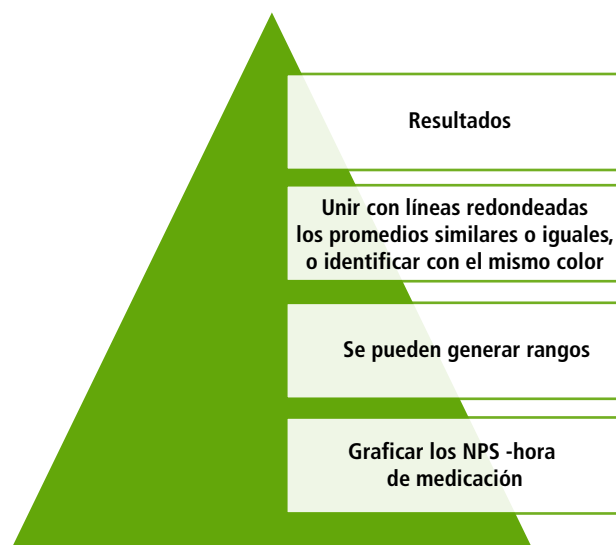 Resultados
Unir con líneas redondeadas
los promedios similares o iguales,
o identificar con el mismo color
Se pueden generar rangos
Graficar los NPS -hora
de medicación